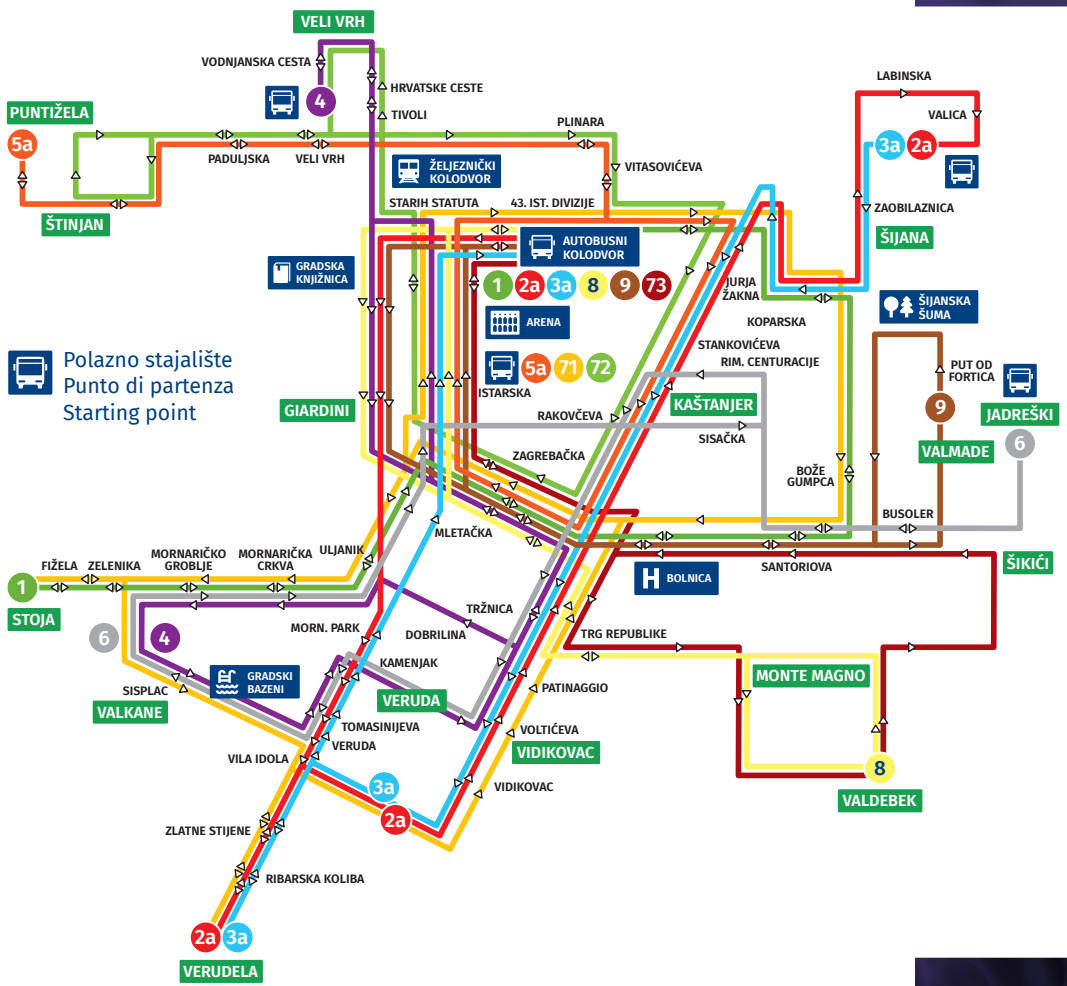 VELI VRH
VODNJANSKA CESTA
4
HRVATSKE CESTE
TIVOLI
LABINSKA
VALICA
3a
2a
ZAOBILAZNICA
ŠIJANA
PUNTIŽELA
5a
PLINARA
PADULJSKA
VELI VRH
VITASOVIĆEVA
ŽELJEZNIČKI
KOLODVOR
ŠTINJAN
STARIH STATUTA
43. IST. DIVIZIJE
GRADSKA
KNJIŽNICA
AUTOBUSNI
KOLODVOR
1
2a
3a
8
9
73
ARENA
5a
71
72
ISTARSKA
JURJA
ŽAKNA
KOPARSKA
STANKOVIĆEVA
RIM. CENTURACIJE
ŠIJANSKA
ŠUMA
PUT OD
FORTICA
9
VALMADE
JADREŠKI
6
Polazno stajalište
Punto di partenza
Starting point
GIARDINI
RAKOVČEVA
KAŠTANJER
SISAČKA
ZAGREBAČKA
BOŽE
GUMPCA
BUSOLER
MLETAČKA
ULJANIK
MORNARIČKA
CRKVA
MORNARIČKO
GROBLJE
FIŽELA
ZELENIKA
1
STOJA
BOLNICA
SANTORIOVA
ŠIKIĆI
6
4
TRŽNICA
DOBRILINA
MORN. PARK
TRG REPUBLIKE
KAMENJAK
GRADSKI
BAZENI
SISPLAC
VALKANE
VERUDA
MONTE MAGNO
PATINAGGIO
TOMASINIJEVA
VERUDA
VOLTIĆEVA
VIDIKOVAC
VILA IDOLA
VIDIKOVAC
3a
2a
8
VALDEBEK
ZLATNE STIJENE
RIBARSKA KOLIBA
2a
3a
VERUDELA